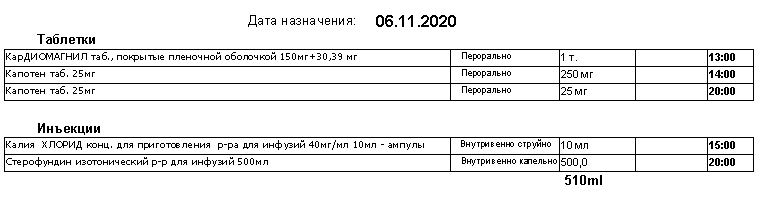 Дата назначения: 06.11.2020
Таблетки
КарДИОМАГНИЛ таб., покрытые пленочной оболочкой 150мг+30,39 мг Перорально 1 т. 13:00
Капотен таб. 25мг Перорально 250 мг 14:00
Капотен таб. 25мг Перорально 25 мг 20:00
Инъекции
Калия ХЛОРИД конц. для приготовления р-ра для инфузий 40мг/мл 10мл - ампулы Внутривенно струйно 10 мл 15:00
Стерофундин изотонический р-р для инфузий 500мл Внутривенно капельно 500,0 20:00
510ml